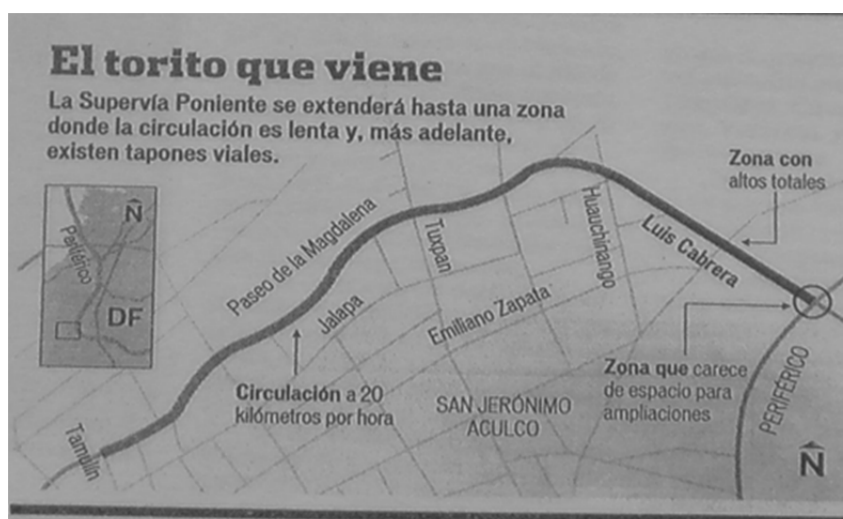 El torito que viene
La Supervía Poniente se extenderá hasta una zona
donde la circulación es lenta y, más adelante,
existen tapones viales.
N
Periférico
DF
Zona con
altos totales
Paseo de la Magdalena
Tuxpan
Huauchinango
Luis Cabrera
Jalapa
Emiliano Zapata
Circulación a 20
kilómetros por hora
Zona que carece
de espacio para
ampliaciones
SAN JERÓNIMO
ACULCO
PERIFÉRICO
Tamulín
N